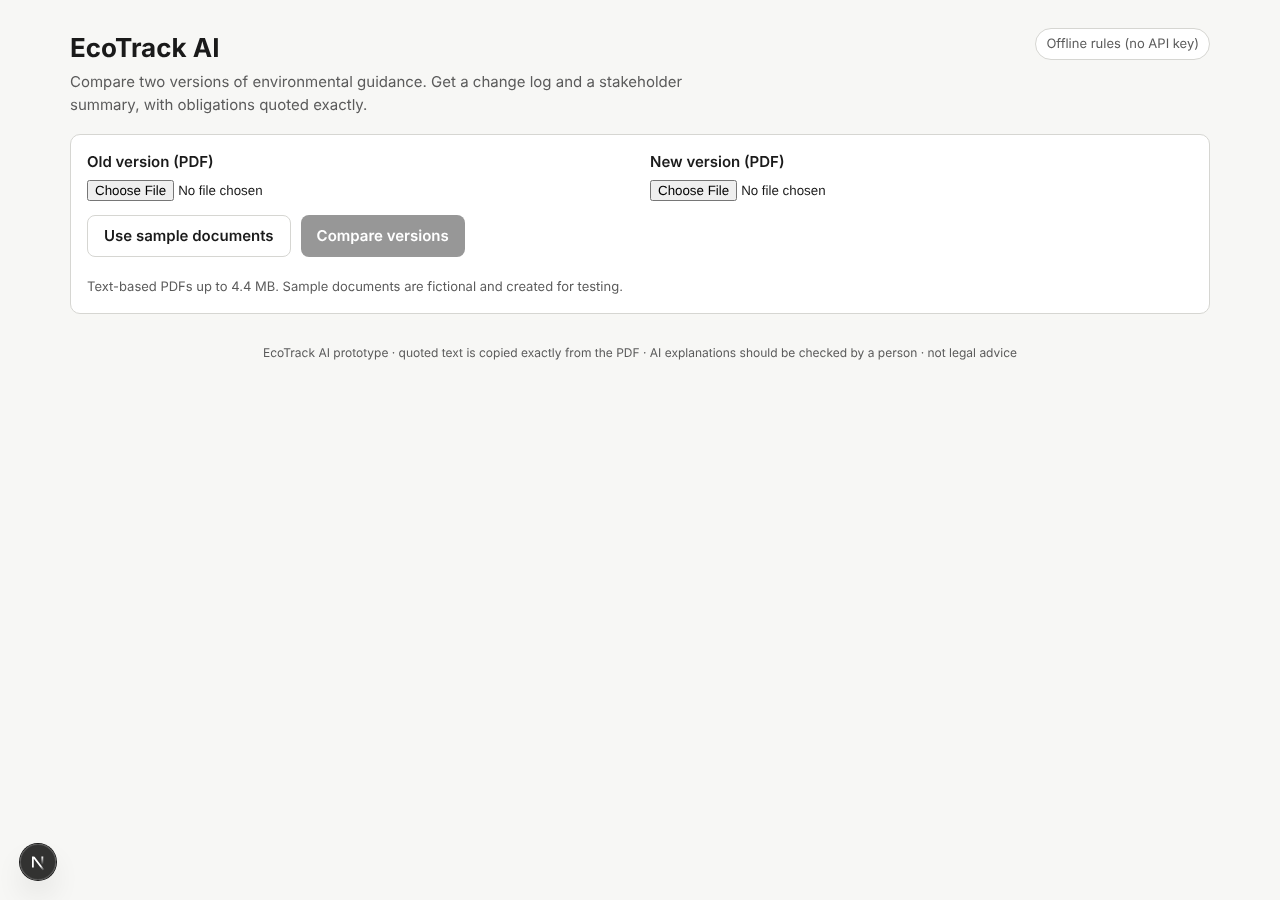 EcoTrack AI
Offline rules (no API key)
Compare two versions of environmental guidance. Get a change log and a stakeholder
summary, with obligations quoted exactly.
Old version (PDF)
New version (PDF)
Choose File No file chosen
Choose File No file chosen
Use sample documents
Compare versions
Text-based PDFs up to 4.4 MB. Sample documents are fictional and created for testing.
EcoTrack AI prototype · quoted text is copied exactly from the PDF · AI explanations should be checked by a person · not legal advice
N